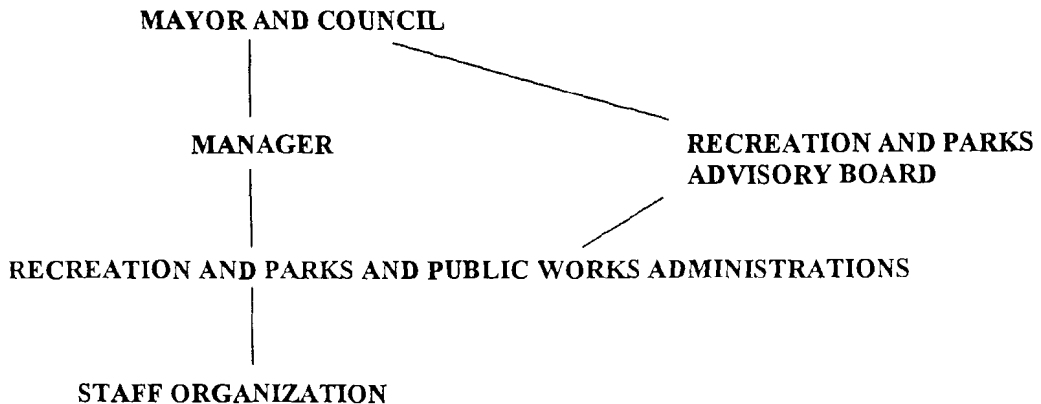 MAYOR AND COUNCIL
MANAGER
RECREATION AND PARKS
ADVISORY BOARD
RECREATION AND PARKS AND PUBLIC WORKS ADMINISTRATIONS
STAFF ORGANIZATION